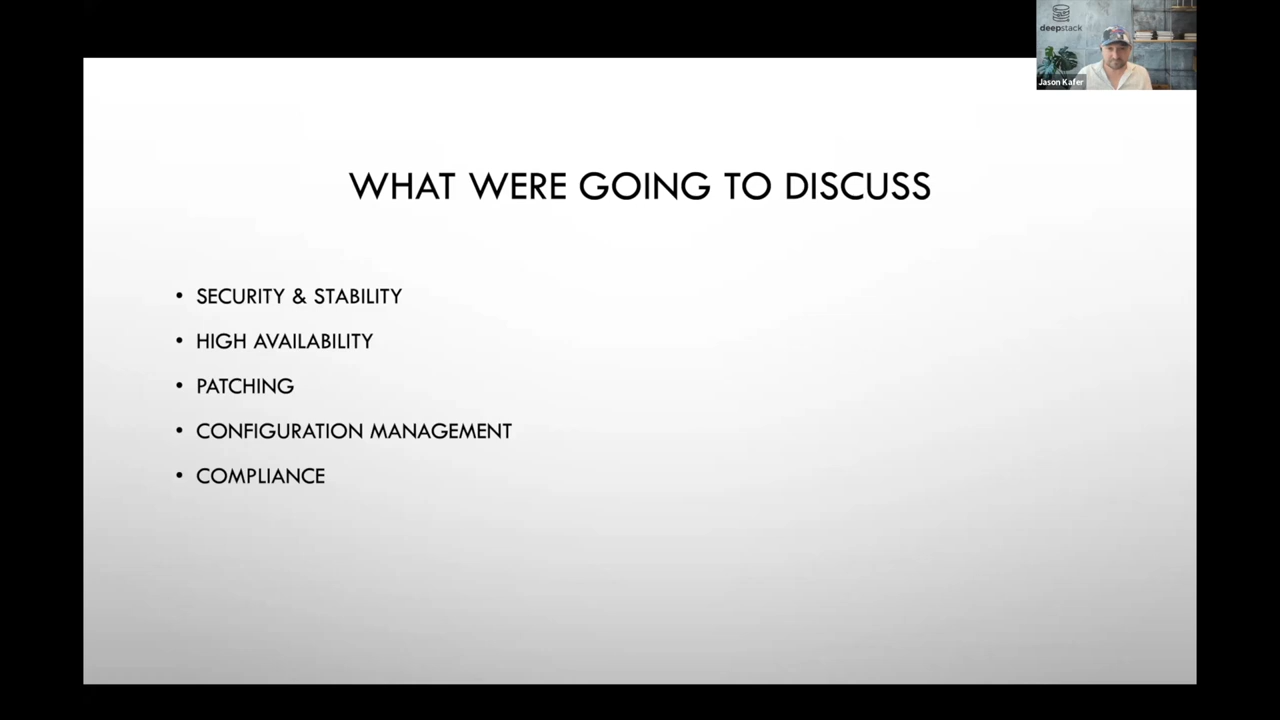 deepstack
Jason Kafer
WHAT WERE GOING TO DISCUSS
• SECURITY & STABILITY
• HIGH AVAILABILITY
• PATCHING
• CONFIGURATION MANAGEMENT
• COMPLIANCE